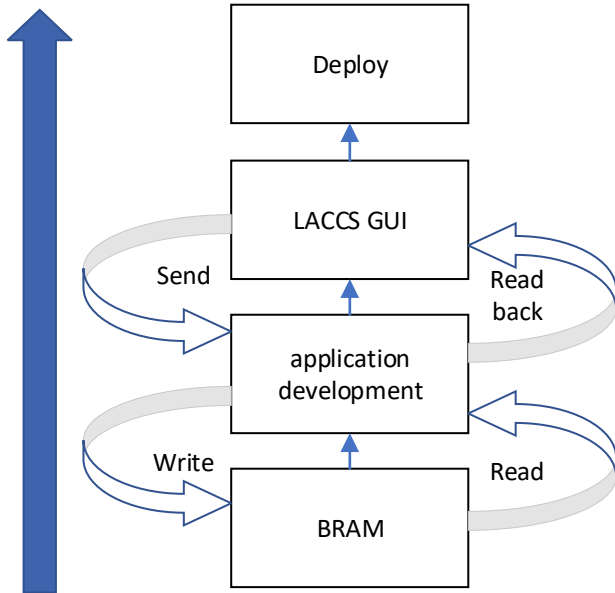 Deploy
LACCS GUI
Send
Read
back
application
development
Write
Read
BRAM